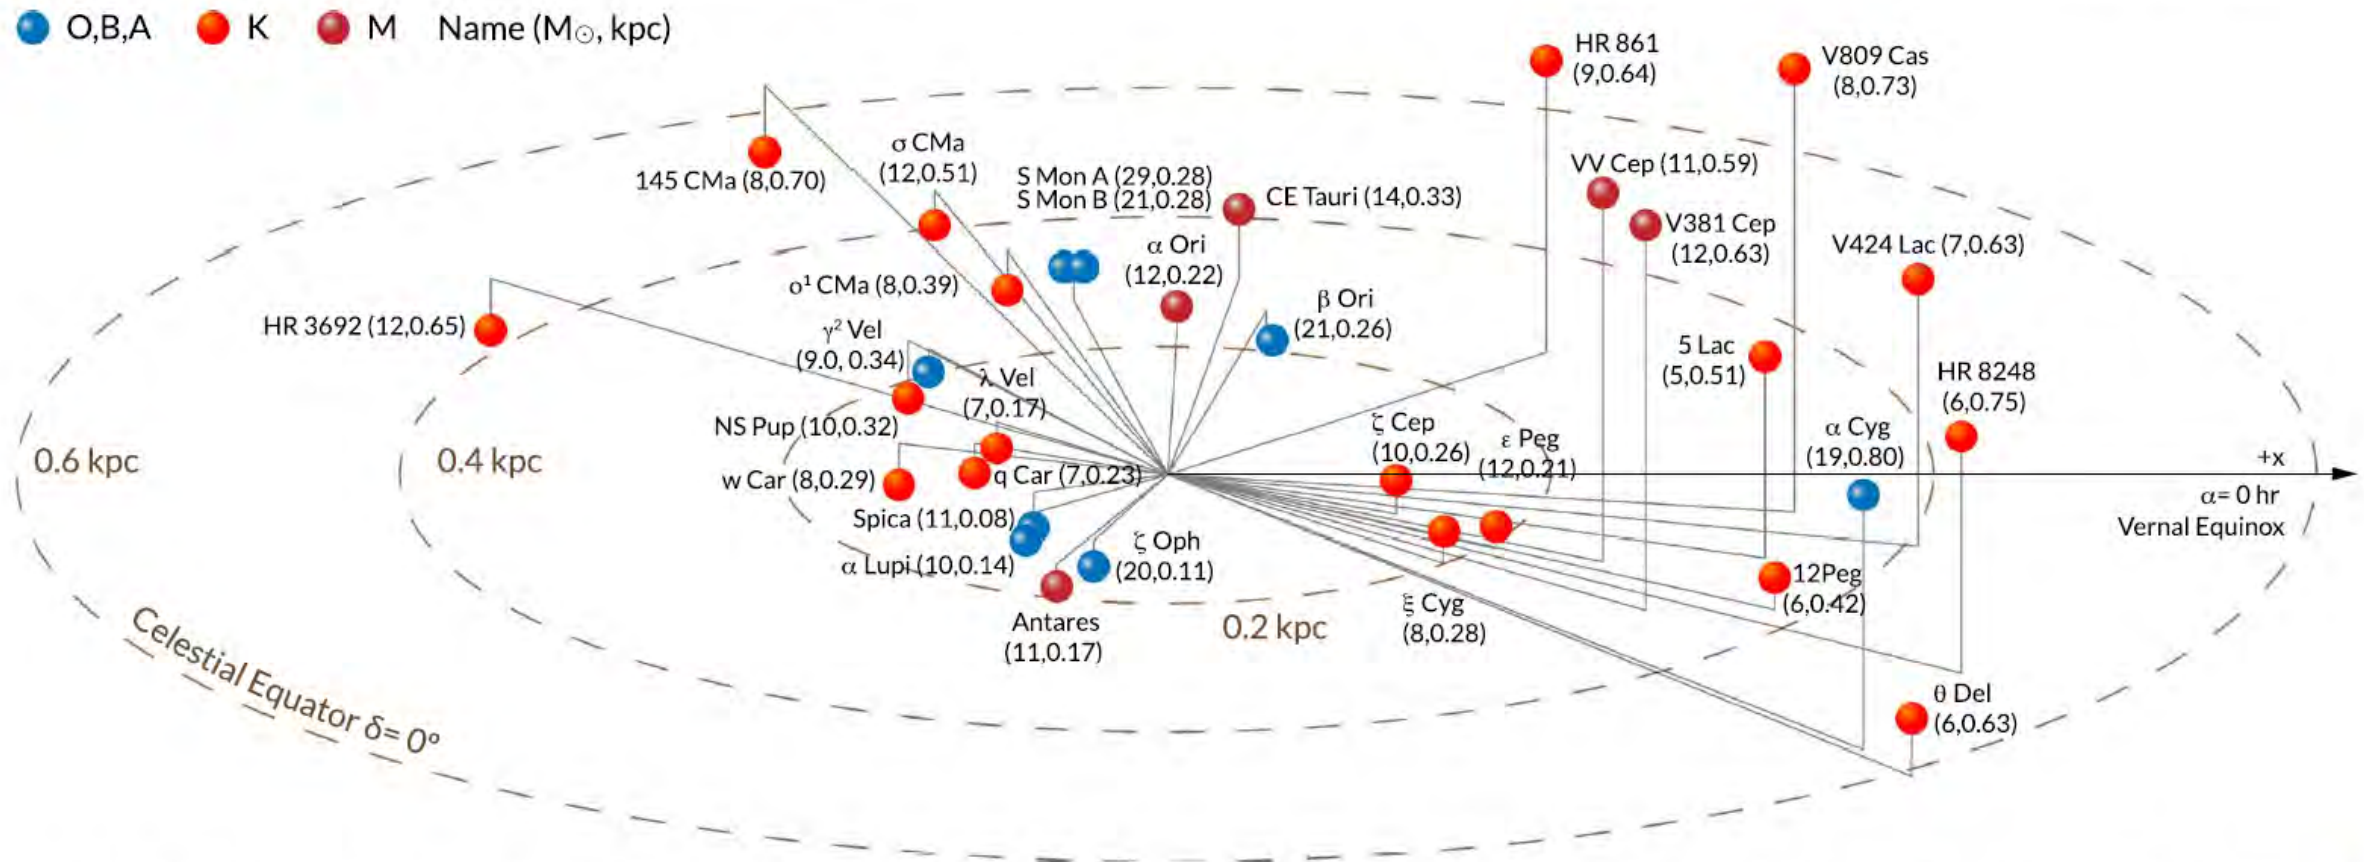 O,B,A K M Name (M☉, kpc)
HR 861
(9,0.64)
V809 Cas
(8,0.73)
145 CMa (8,0.70)
σ CMa
(12,0.51)
S Mon A (29,0.28)
S Mon B (21,0.28)
CE Tauri (14,0.33)
VV Cep (11,0.59)
V381 Cep
(12,0.63)
V424 Lac (7,0.63)
α Ori
(12,0.22)
ο¹ CMa (8,0.39)
β Ori
(21,0.26)
HR 3692 (12,0.65)
γ² Vel
(9.0, 0.34)
λ Vel
(7,0.17)
5 Lac
(5,0.51)
HR 8248
(6,0.75)
NS Pup (10,0.32)
ζ Cep
(10,0.26)
ε Peg
(12,0.21)
α Cyg
(19,0.80)
0.6 kpc
0.4 kpc
w Car (8,0.29)
q Car (7,0.23)
+x
α= 0 hr
Vernal Equinox
Spica (11,0.08)
α Lupi (10,0.14)
ζ Oph
(20,0.11)
12Peg
(6,0.42)
Antares
(11,0.17)
0.2 kpc
ξ Cyg
(8,0.28)
θ Del
(6,0.63)
Celestial Equator δ= 0°